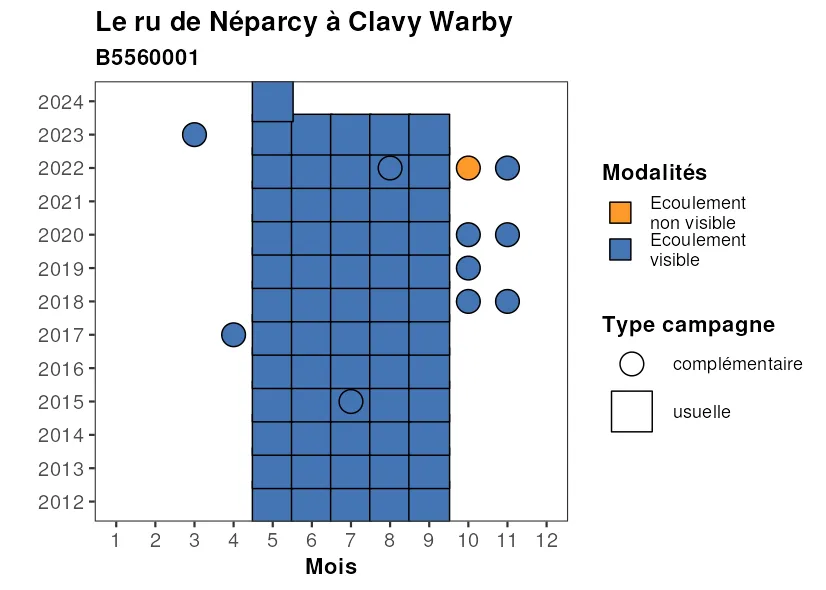 Le ru de Néparcy à Clavy Warby
B5560001
2024
2023
2022
2021
2020
2019
2018
2017
2016
2015
2014
2013
2012
1 2 3 4 5 6 7 8 9 10 11 12
Mois
Modalités
Ecoulement
non visible
Ecoulement
visible
Type campagne
complémentaire
usuelle